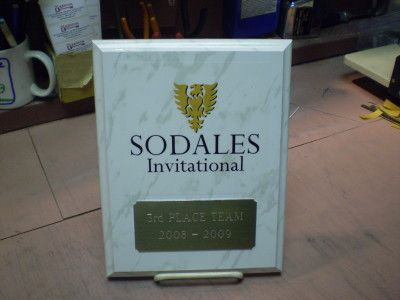 SODALES
Invitational
3rd PLACE TEAM
2008 - 2009